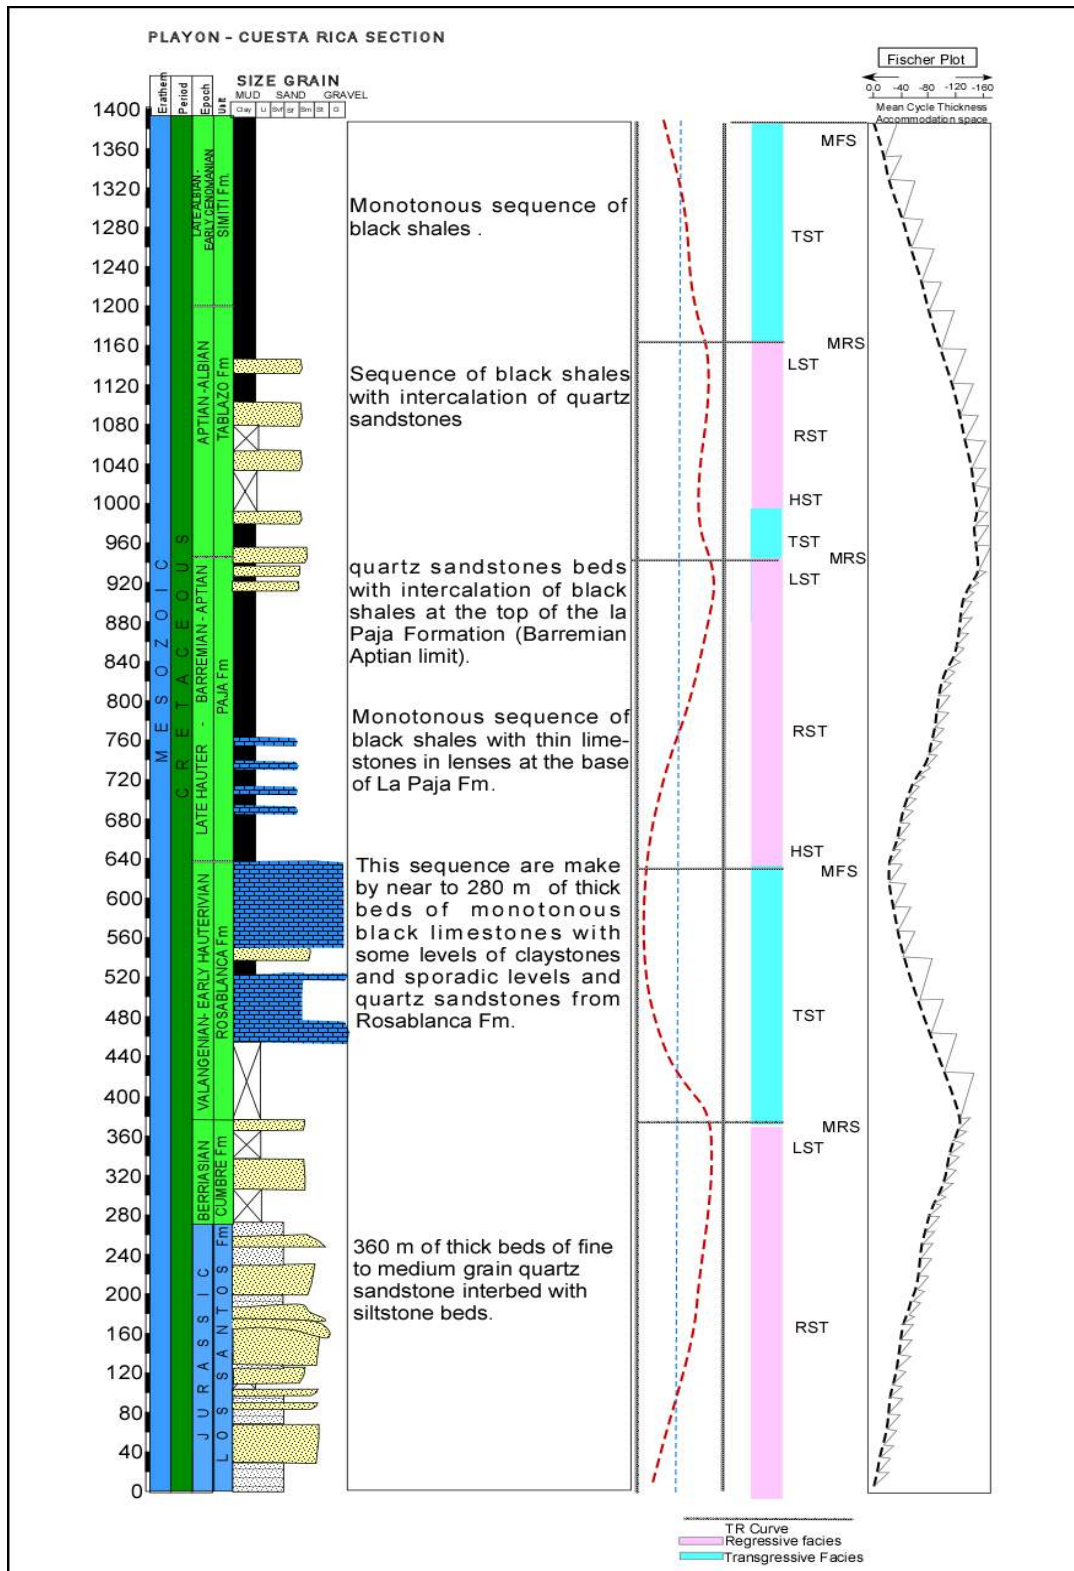 PLAYON - CUESTA RICA SECTION
Fischer Plot
0.0 -40 -80 -120 -160
Mean Cycle Thickness
Accommodation space
Erathem
Period
Epoch
Unit
SIZE GRAIN
MUD SAND GRAVEL
Clay Li Svf Sf Sm St G
1400
1360
1320
1280
1240
1200
1160
1120
1080
1040
1000
960
920
880
840
800
760
720
680
640
600
560
520
480
440
400
360
320
280
240
200
160
120
80
40
0
MESOZOIC
CRETACEOUS
LATE ALBIAN -
EARLY CENOMANIAN
SIMITI Fm.
APTIAN -ALBIAN
TABLAZO Fm
LATE HAUTER - BARREMIAN - APTIAN
PAJA Fm
VALANGENIAN- EARLY HAUTERIVIAN
ROSABLANCA Fm
BERRIASIAN
CUMBRE Fm
JURASSIC
LOS SANTOS Fm
Monotonous sequence of
black shales .
Sequence of black shales
with intercalation of quartz
sandstones
quartz sandstones beds
with intercalation of black
shales at the top of the la
Paja Formation (Barremian
Aptian limit).
Monotonous sequence of
black shales with thin lime-
stones in lenses at the base
of La Paja Fm.
This sequence are make
by near to 280 m of thick
beds of monotonous
black limestones with
some levels of claystones
and sporadic levels and
quartz sandstones from
Rosablanca Fm.
360 m of thick beds of fine
to medium grain quartz
sandstone interbed with
siltstone beds.
MFS
TST
MRS
LST
RST
HST
TST
MRS
LST
RST
HST
MFS
TST
MRS
LST
RST
TR Curve
Regressive facies
Transgressive Facies